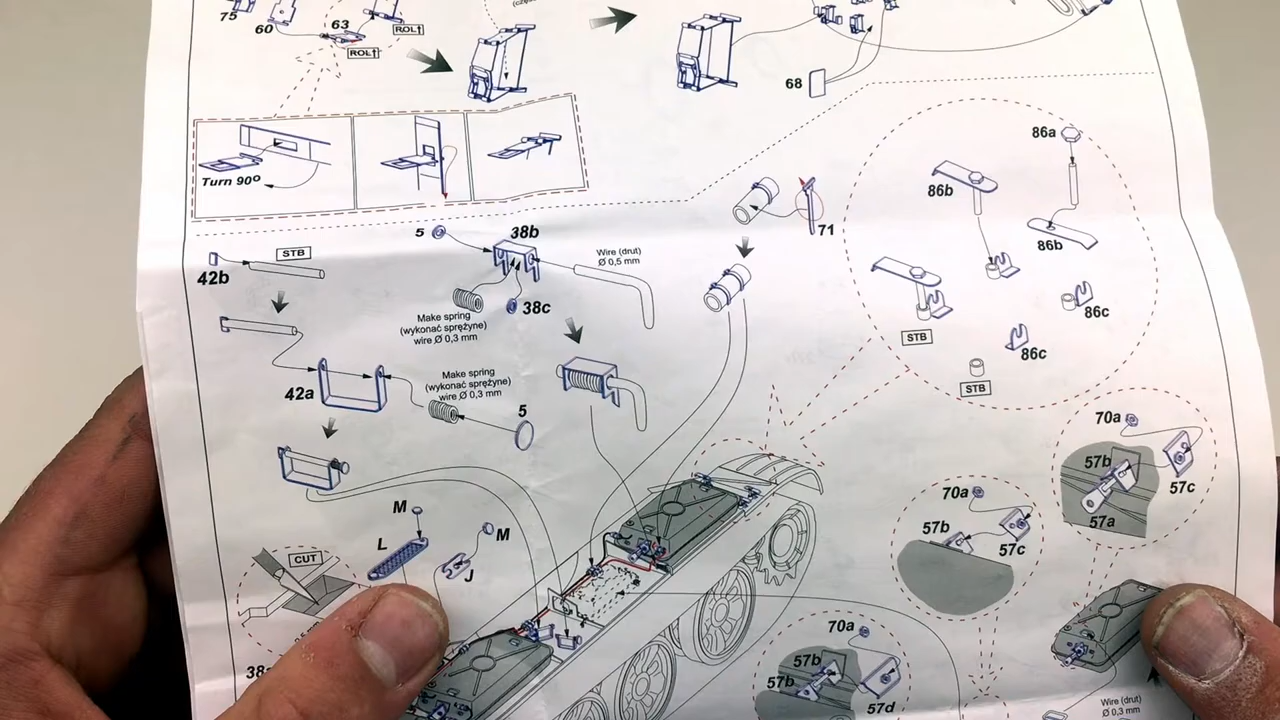 75
60
63
ROL↑
ROL↑
68
Turn 90º
86a
86b
86b
71
5
38b
Wire (drut)
Ø 0,5 mm
STB
42b
38c
Make spring
(wykonać sprężyne)
wire Ø 0,3 mm
86c
STB
86c
STB
Make spring
(wykonać sprężyne)
wire Ø 0,3 mm
42a
5
70a
57b
57c
57a
M
M
L
J
CUT
70a
57b
57c
70a
57b
57b
57d
Wire (drut)
Ø 0,3 mm